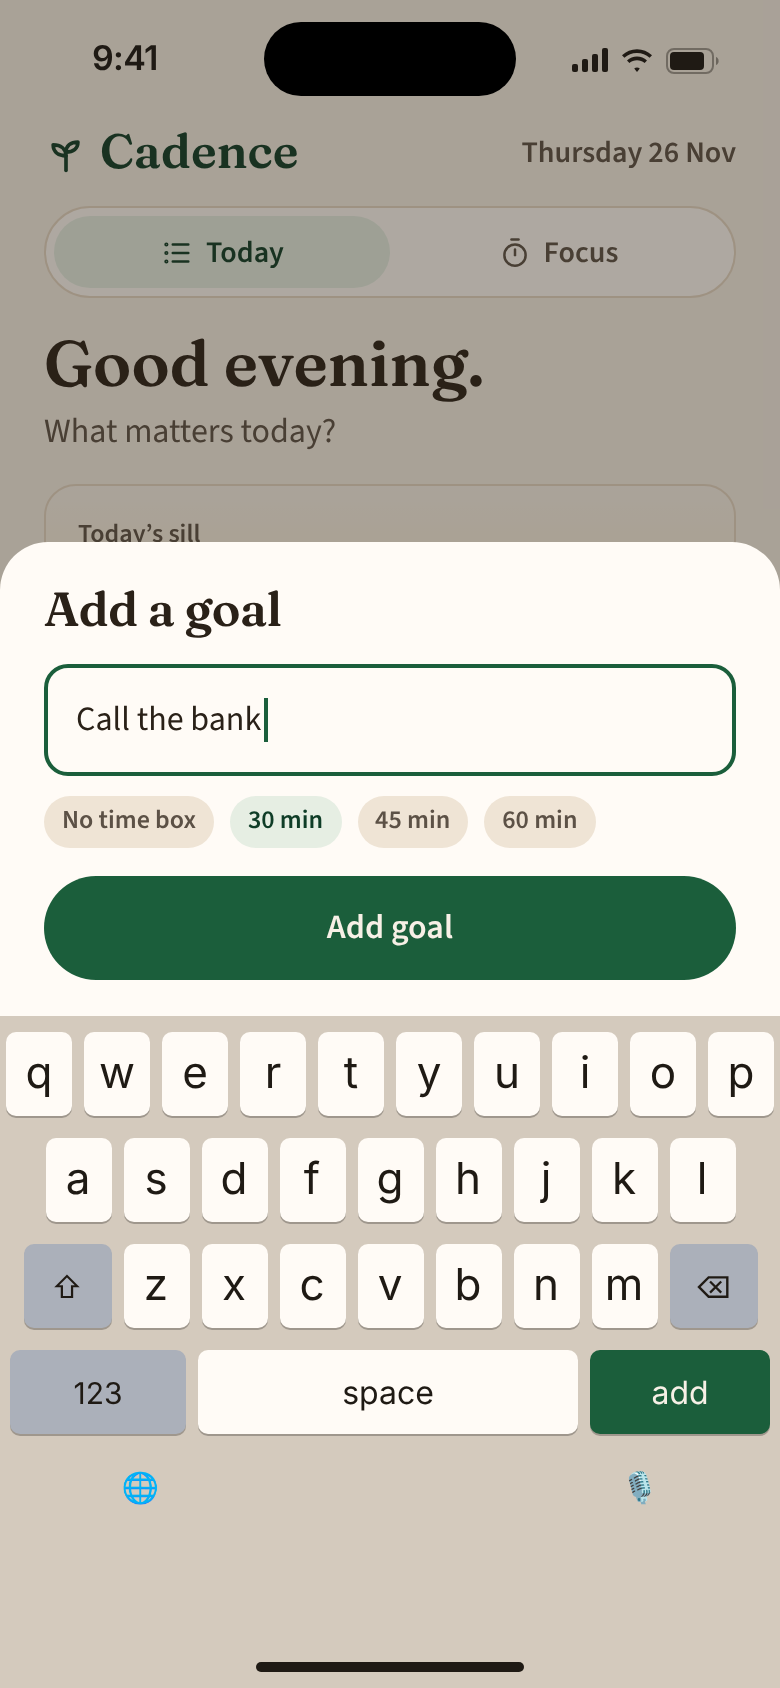 9:41
Cadence
Thursday 26 Nov
Today
Focus
Good evening.
What matters today?
Today’s sill
Add a goal
Call the bank
No time box
30 min
45 min
60 min
Add goal
q w e r t y u i o p
a s d f g h j k l
z x c v b n m
123
space
add